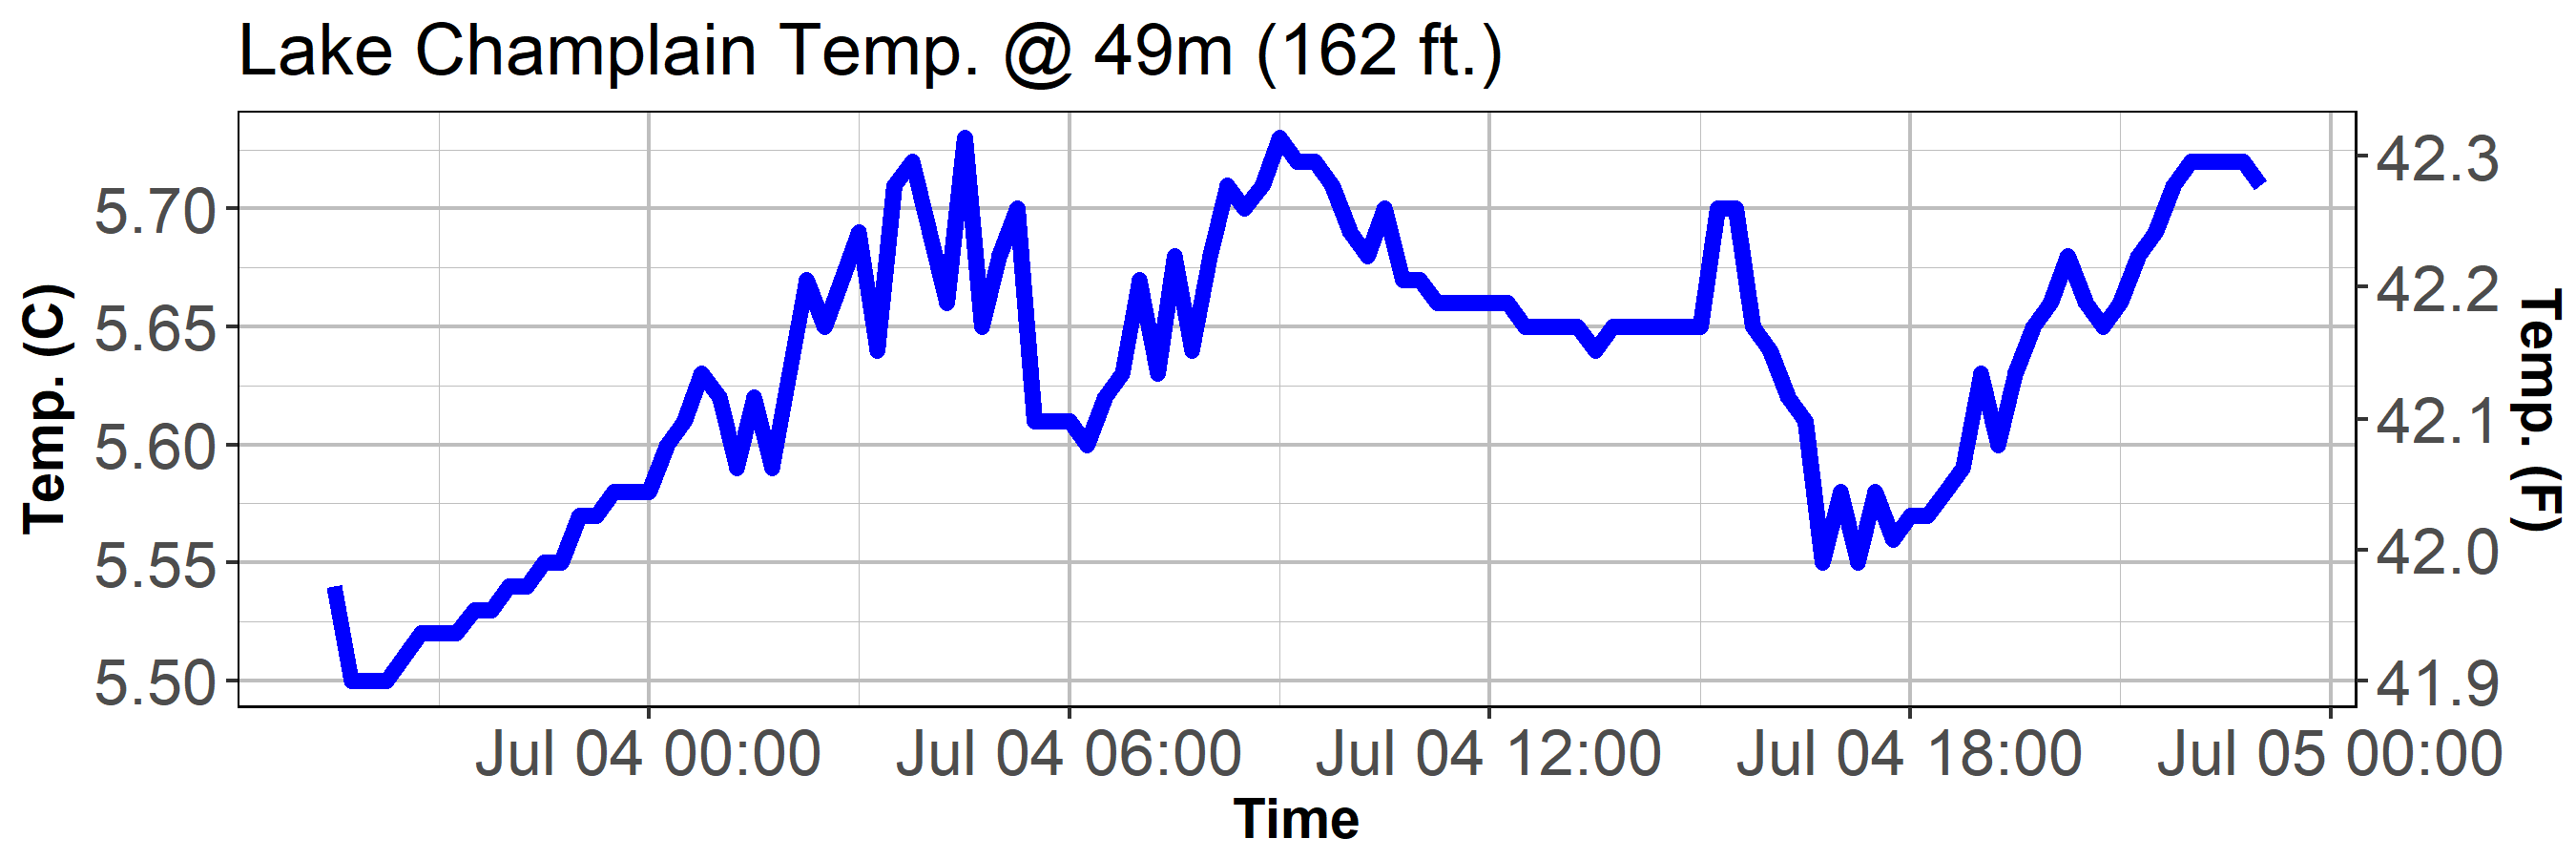 Lake Champlain Temp. @ 49m (162 ft.)
Temp. (C)
5.70
5.65
5.60
5.55
5.50
42.3
42.2
42.1
42.0
41.9
Temp. (F)
Jul 04 00:00 Jul 04 06:00 Jul 04 12:00 Jul 04 18:00 Jul 05 00:00
Time